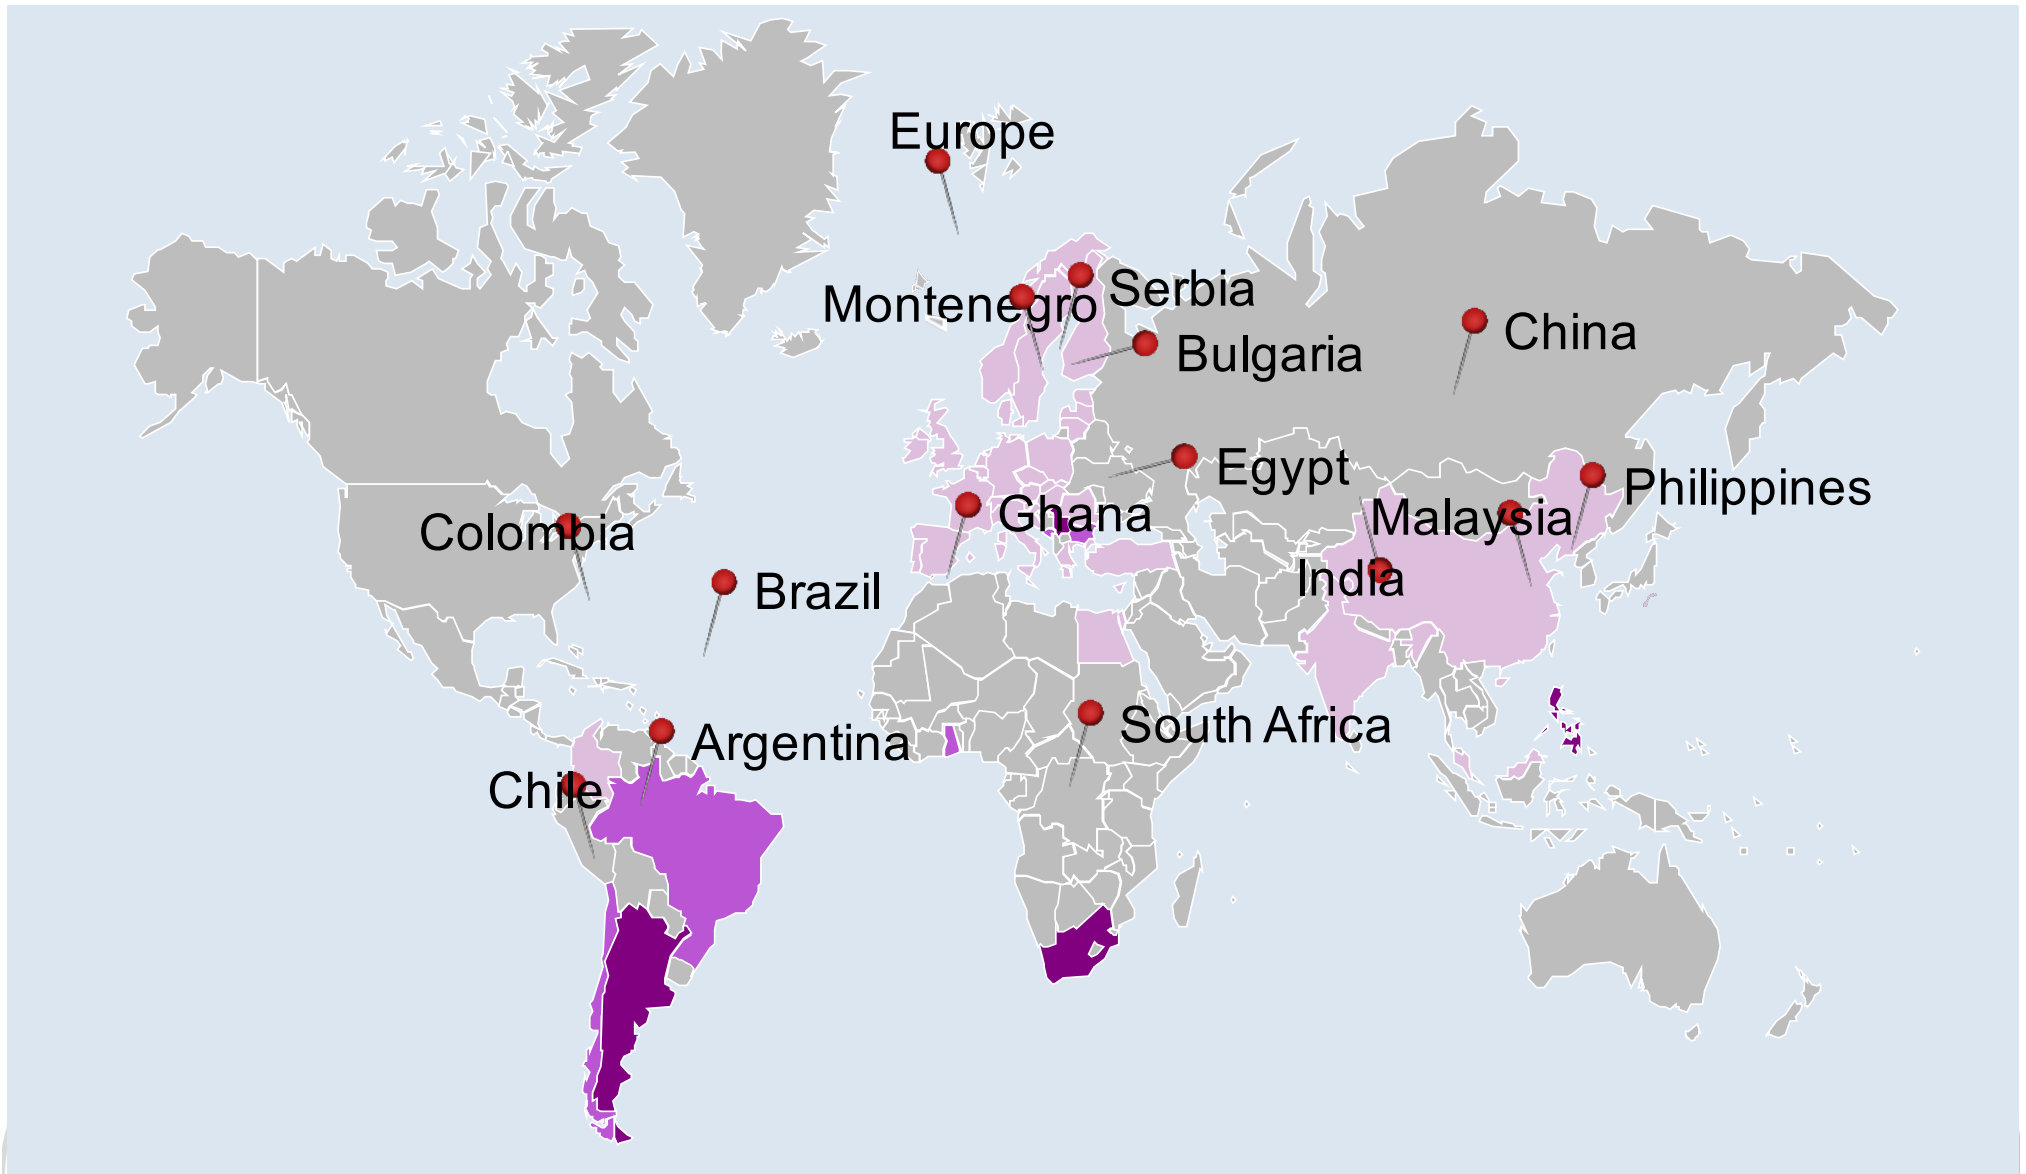 Europe
Serbia
Montenegro
China
Bulgaria
Egypt
Philippines
Ghana
Malaysia
Colombia
India
Brazil
South Africa
Argentina
Chile